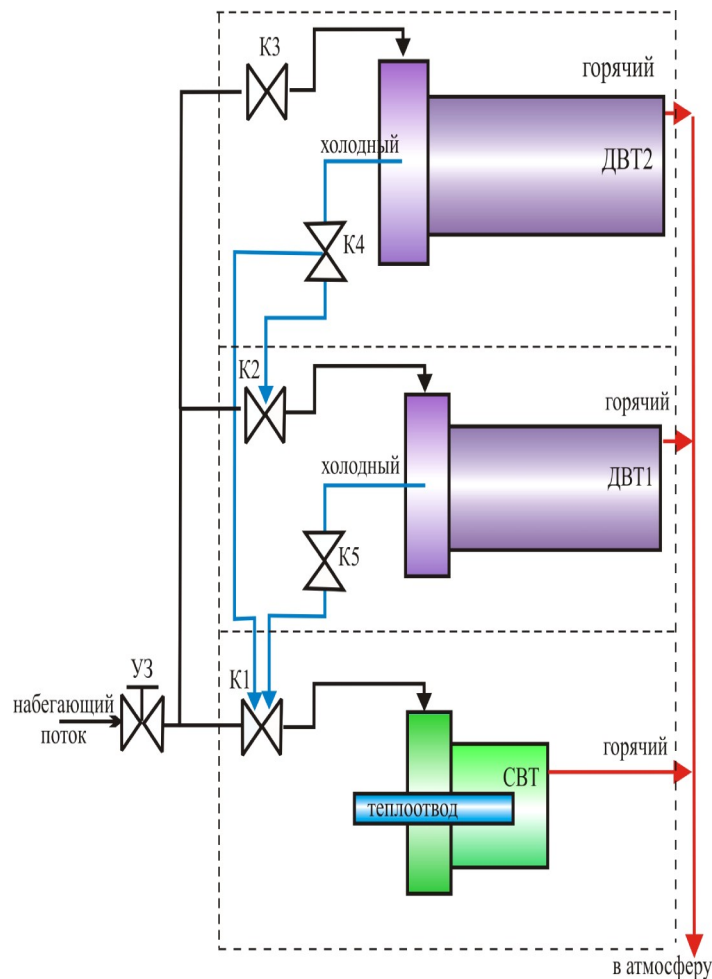 К3
горячий
холодный
ДВТ2
К4
К2
горячий
холодный
ДВТ1
К5
УЗ
К1
набегающий
поток
горячий
СВТ
теплоотвод
в атмосферу